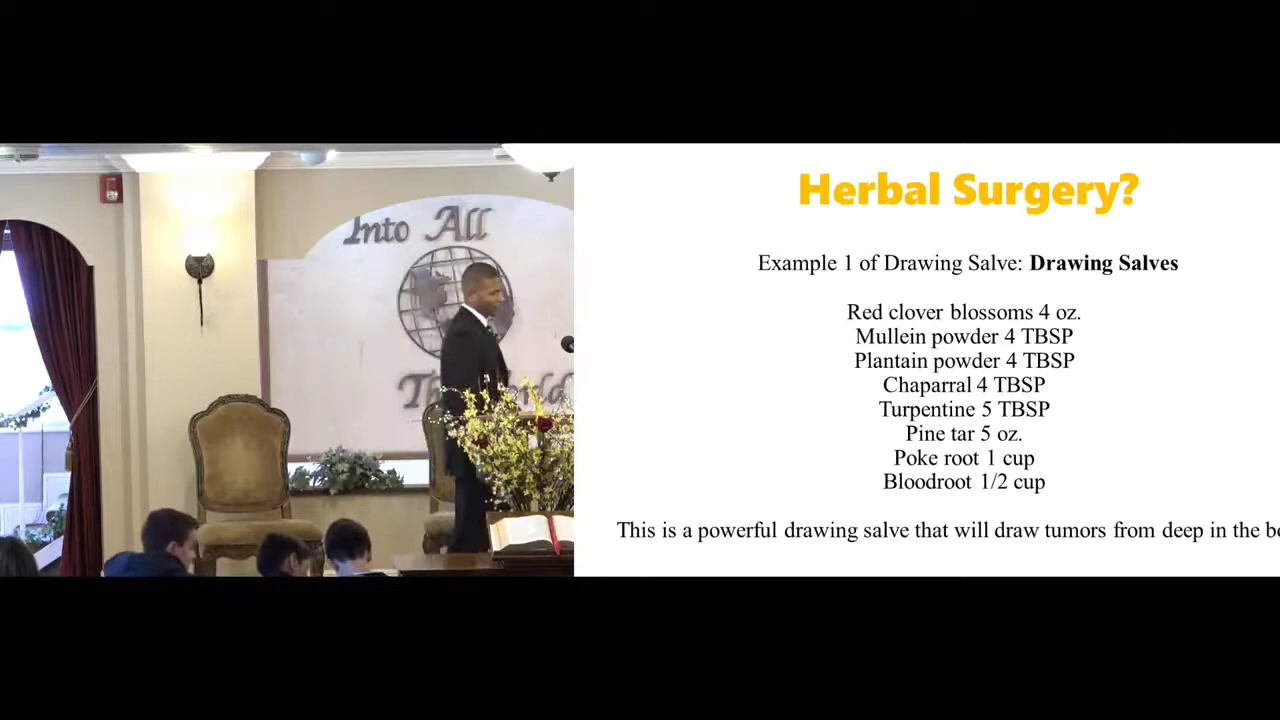 Into All
The World
Herbal Surgery?
Example 1 of Drawing Salve: Drawing Salves
Red clover blossoms 4 oz.
Mullein powder 4 TBSP
Plantain powder 4 TBSP
Chaparral 4 TBSP
Turpentine 5 TBSP
Pine tar 5 oz.
Poke root 1 cup
Bloodroot 1/2 cup
This is a powerful drawing salve that will draw tumors from deep in the